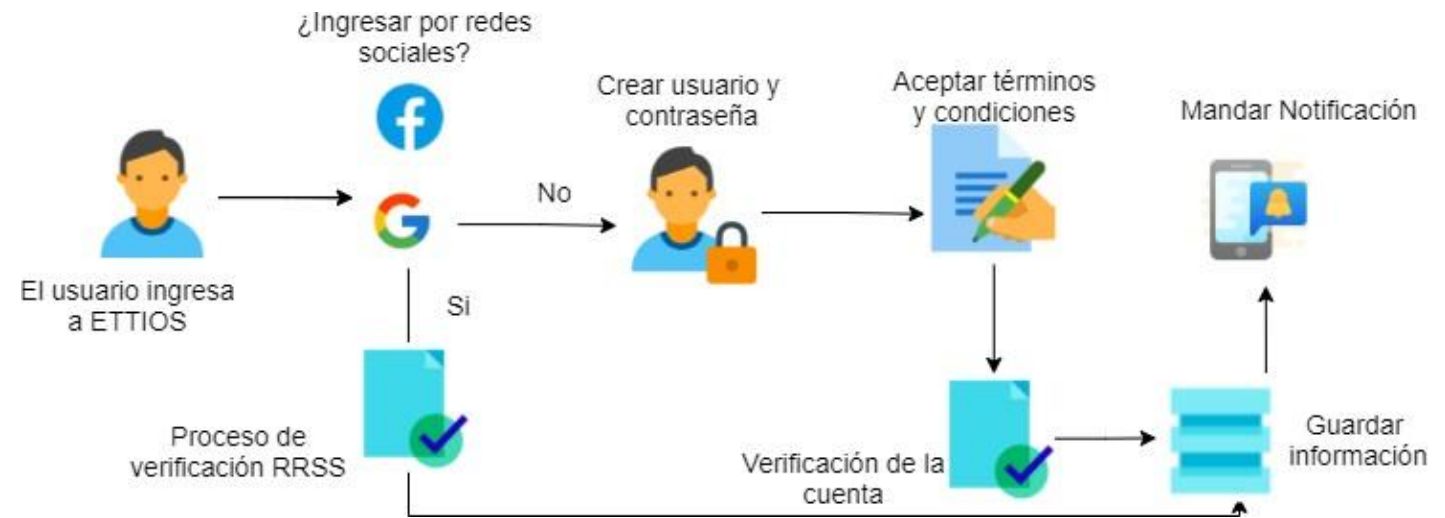 ¿Ingresar por redes
sociales?
Crear usuario y
contraseña
Aceptar términos
y condiciones
Mandar Notificación
No
El usuario ingresa
a ETTIOS
Si
Proceso de
verificación RRSS
Verificación de la
cuenta
Guardar
información